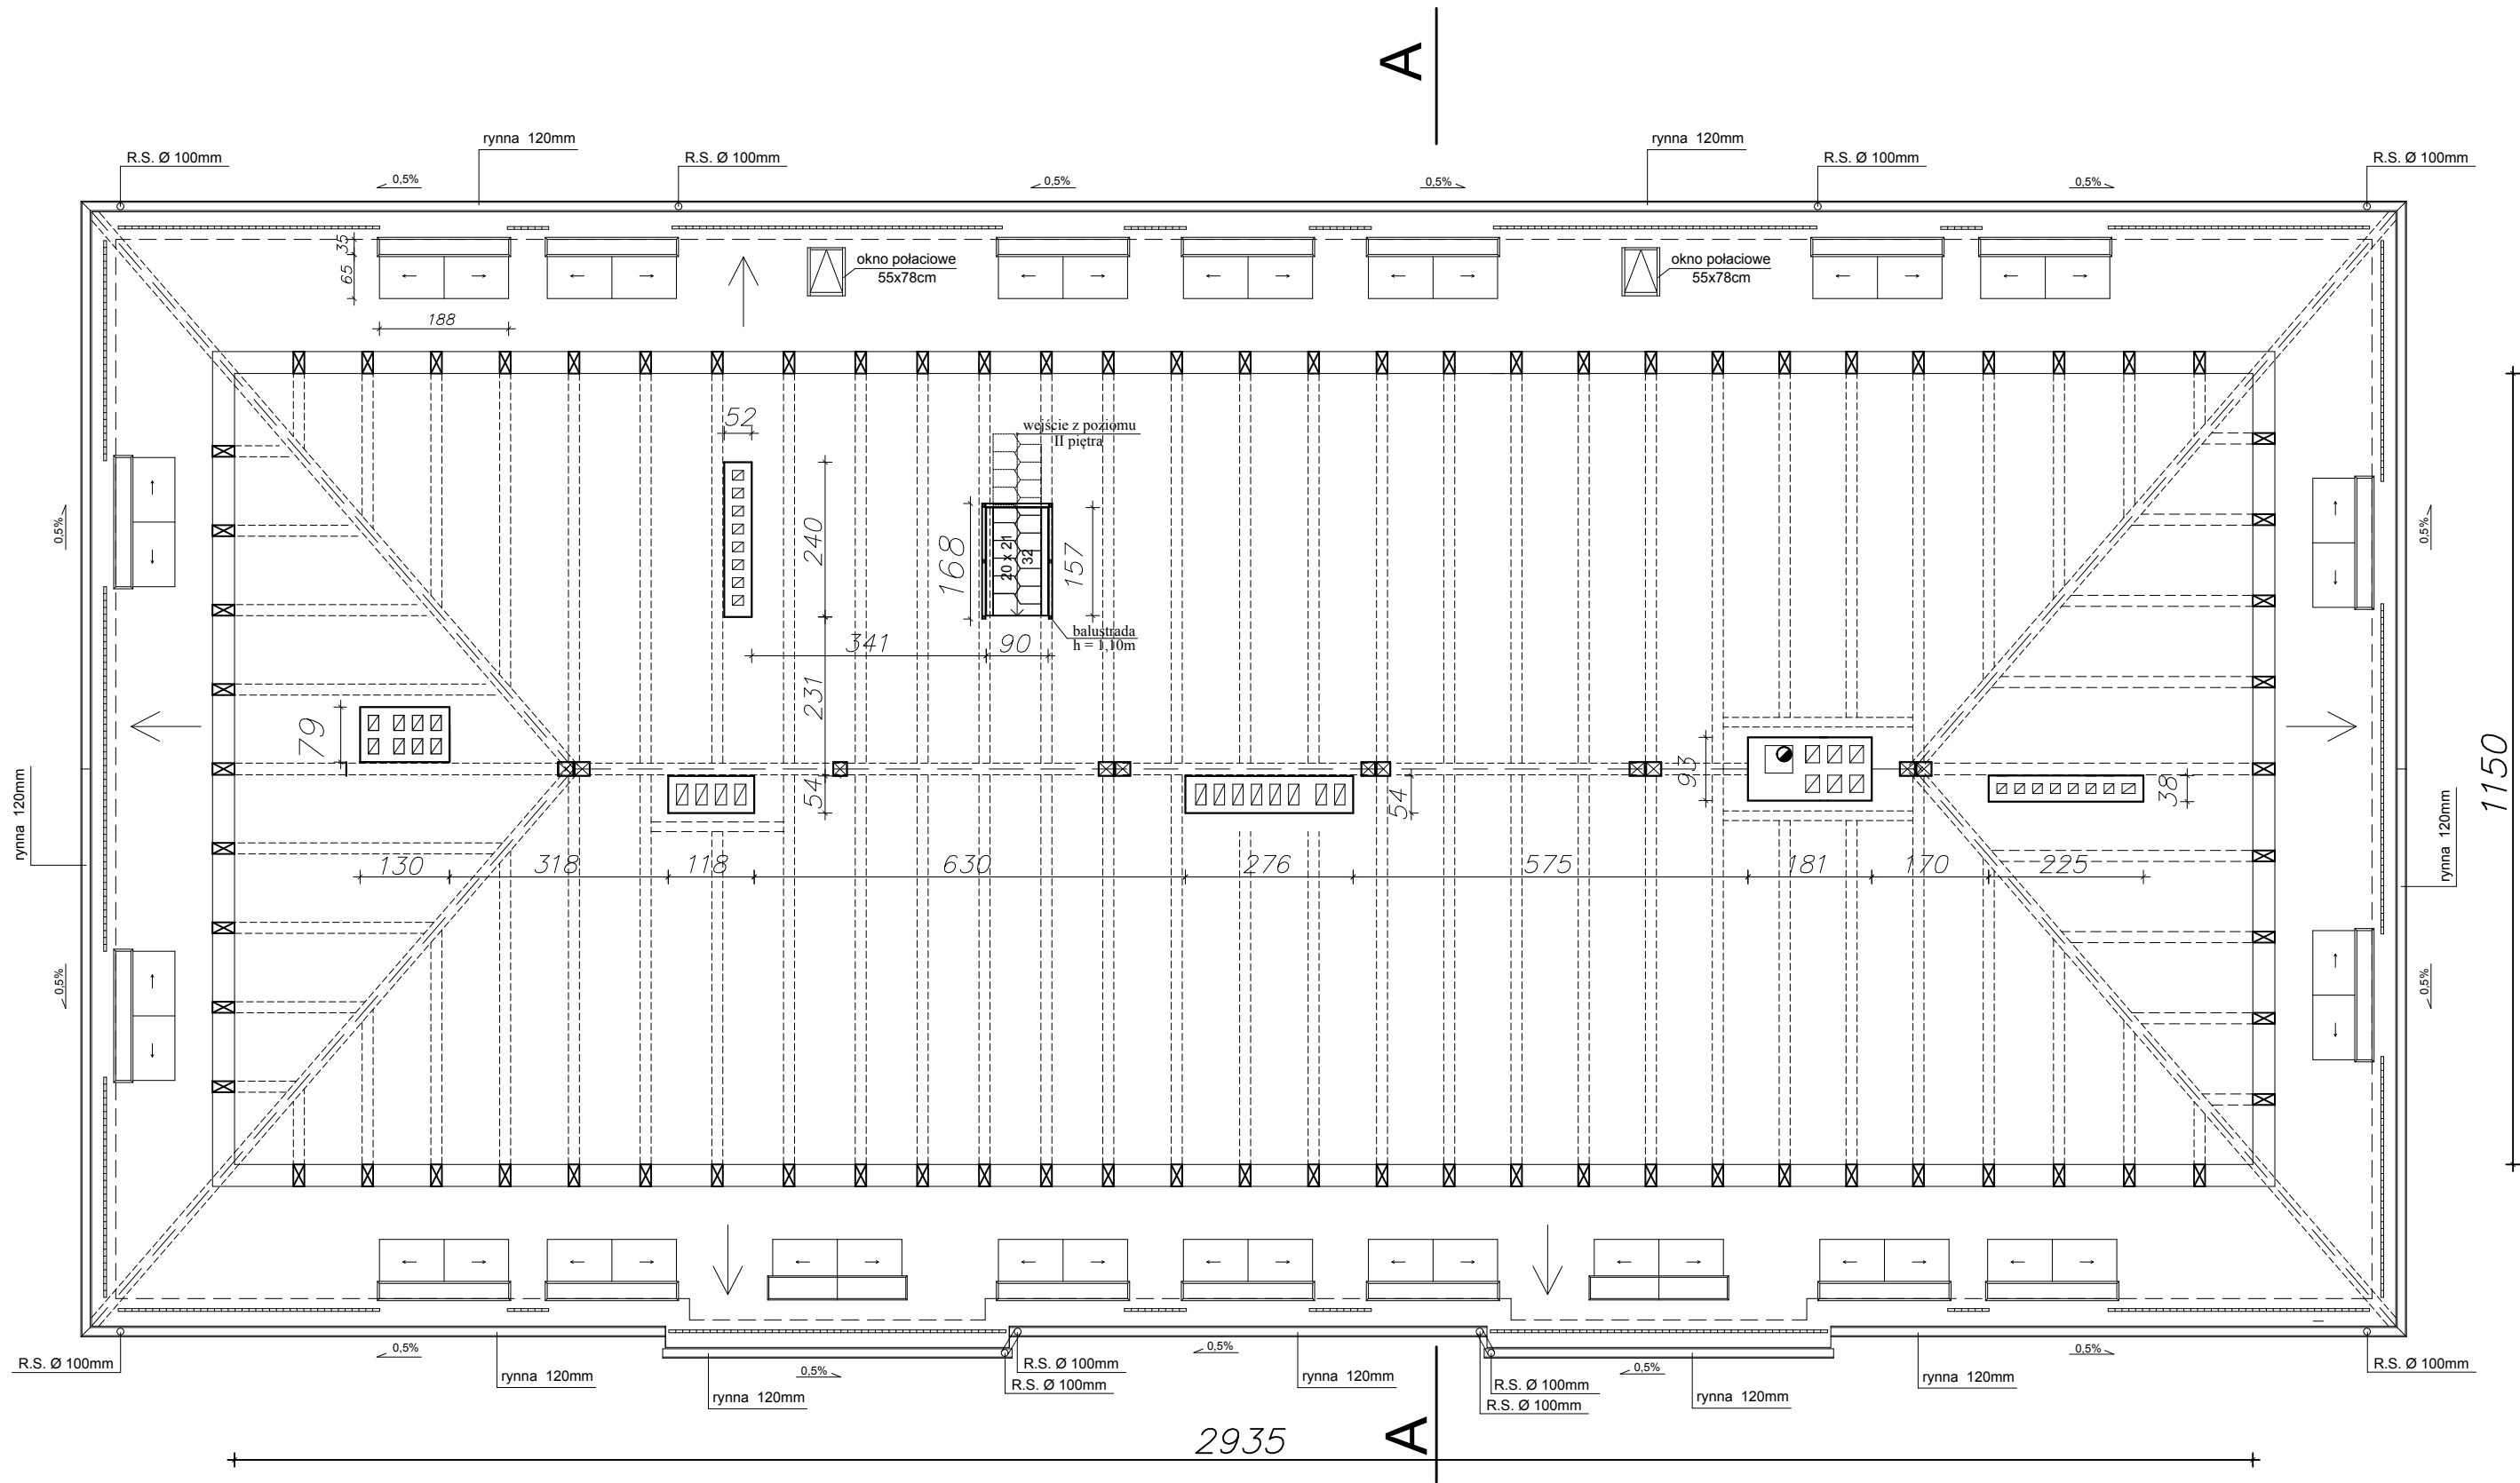 A
rynna 120mm
rynna 120mm
R.S. Ø 100mm
R.S. Ø 100mm
R.S. Ø 100mm
R.S. Ø 100mm
0,5%
0,5%
0,5%
0,5%
35
65
188
okno połaciowe
55x78cm
okno połaciowe
55x78cm
52
wejście z poziomu
II piętra
240
168
20 x 21
32
157
0,5%
0,5%
341
90
balustrada
h = 1,10m
231
79
54
54
93
38
1150
rynna 120mm
rynna 120mm
130
318
118
630
276
575
181
170
225
0,5%
0,5%
R.S. Ø 100mm
0,5%
0,5%
R.S. Ø 100mm
R.S. Ø 100mm
0,5%
0,5%
R.S. Ø 100mm
R.S. Ø 100mm
0,5%
R.S. Ø 100mm
rynna 120mm
rynna 120mm
rynna 120mm
rynna 120mm
rynna 120mm
2935
A